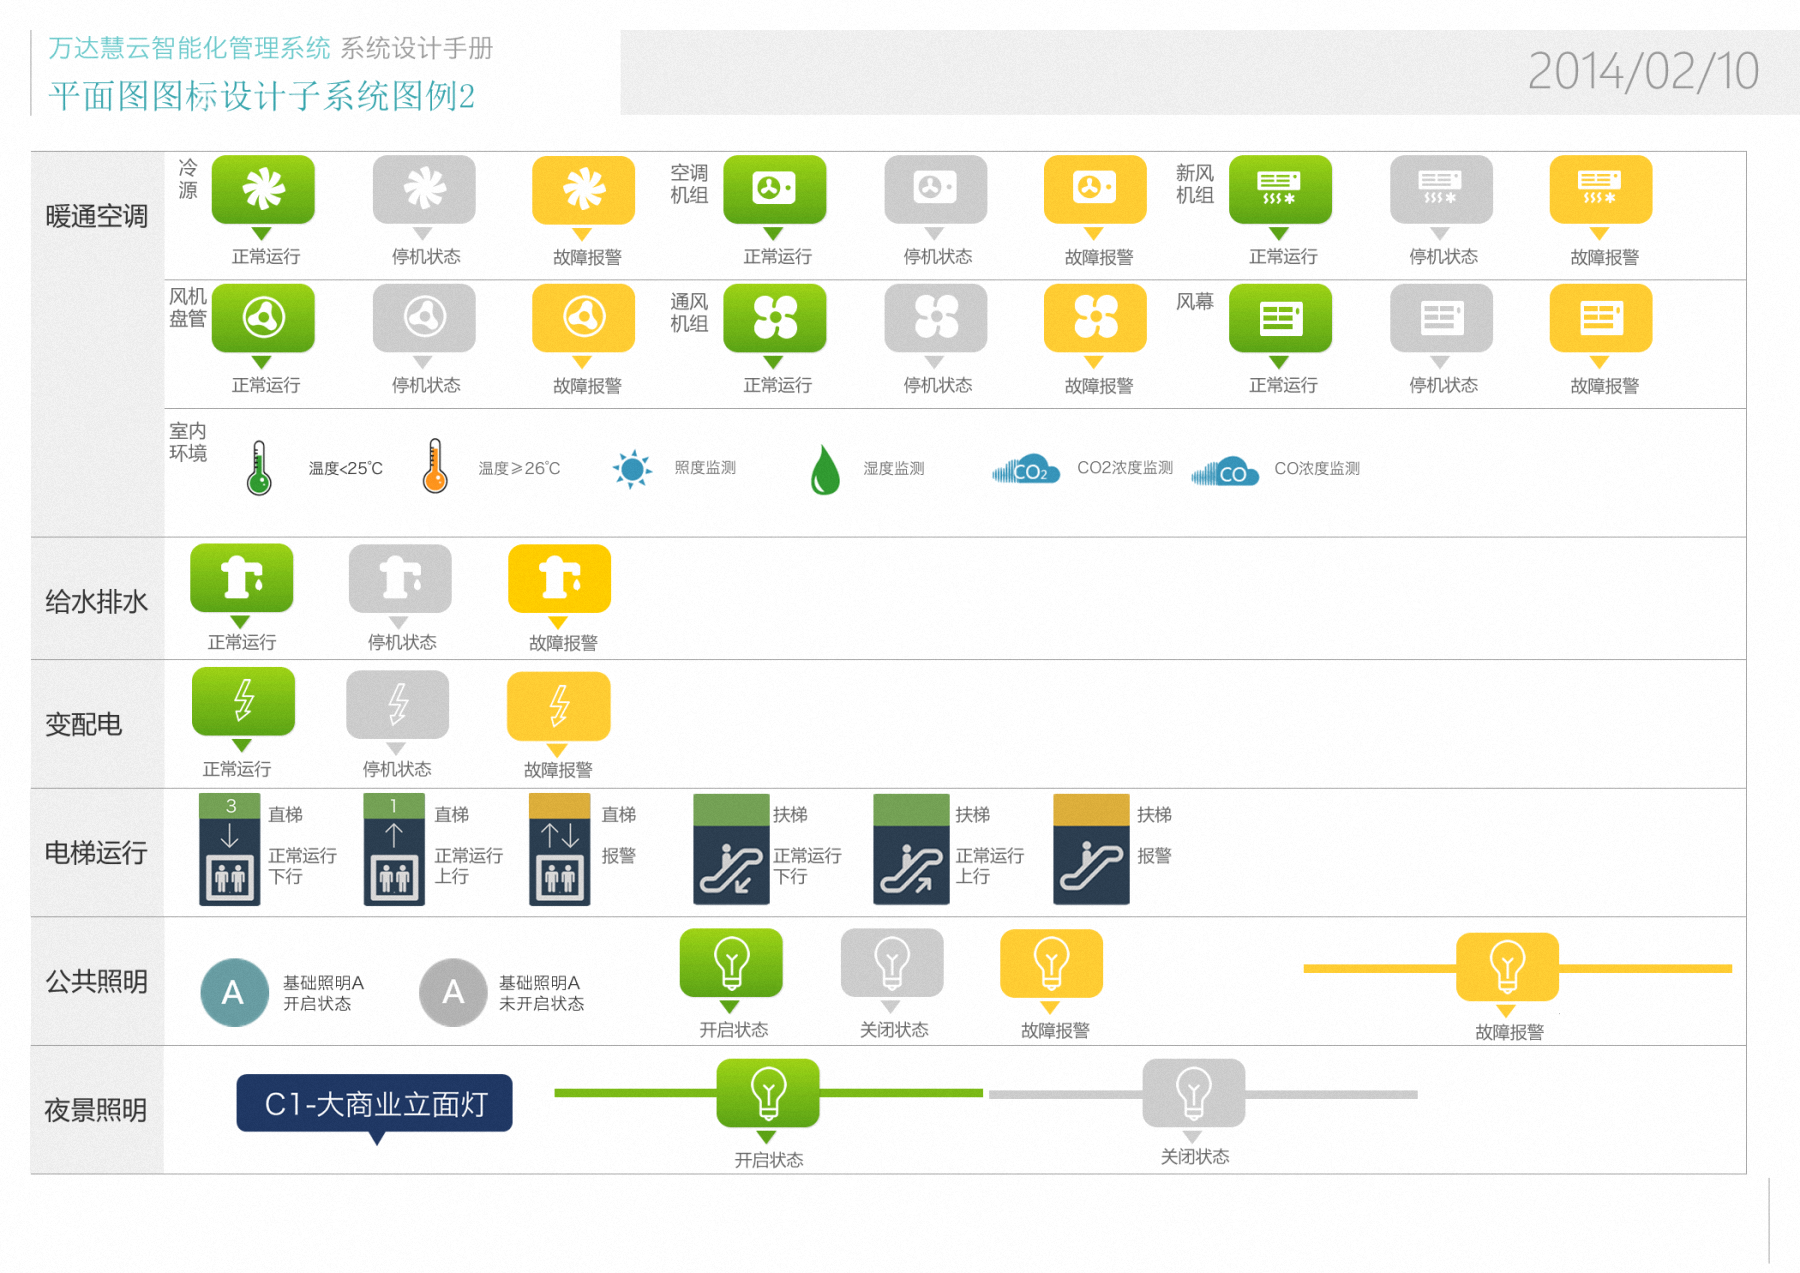 万达慧云智能化管理系统 系统设计手册
平面图图标设计子系统图例2
2014/02/10
暖通空调
冷源
正常运行
停机状态
故障报警
空调机组
正常运行
停机状态
故障报警
新风机组
正常运行
停机状态
故障报警
风机盘管
正常运行
停机状态
故障报警
通风机组
正常运行
停机状态
故障报警
风幕
正常运行
停机状态
故障报警
室内环境
温度<25℃
温度≥26℃
照度监测
湿度监测
CO2
CO2浓度监测
CO
CO浓度监测
给水排水
正常运行
停机状态
故障报警
变配电
正常运行
停机状态
故障报警
电梯运行
3
直梯
正常运行
下行
1
直梯
正常运行
上行
直梯
报警
扶梯
正常运行
下行
扶梯
正常运行
上行
扶梯
报警
公共照明
A
基础照明A
开启状态
A
基础照明A
未开启状态
开启状态
关闭状态
故障报警
故障报警
夜景照明
C1-大商业立面灯
开启状态
关闭状态